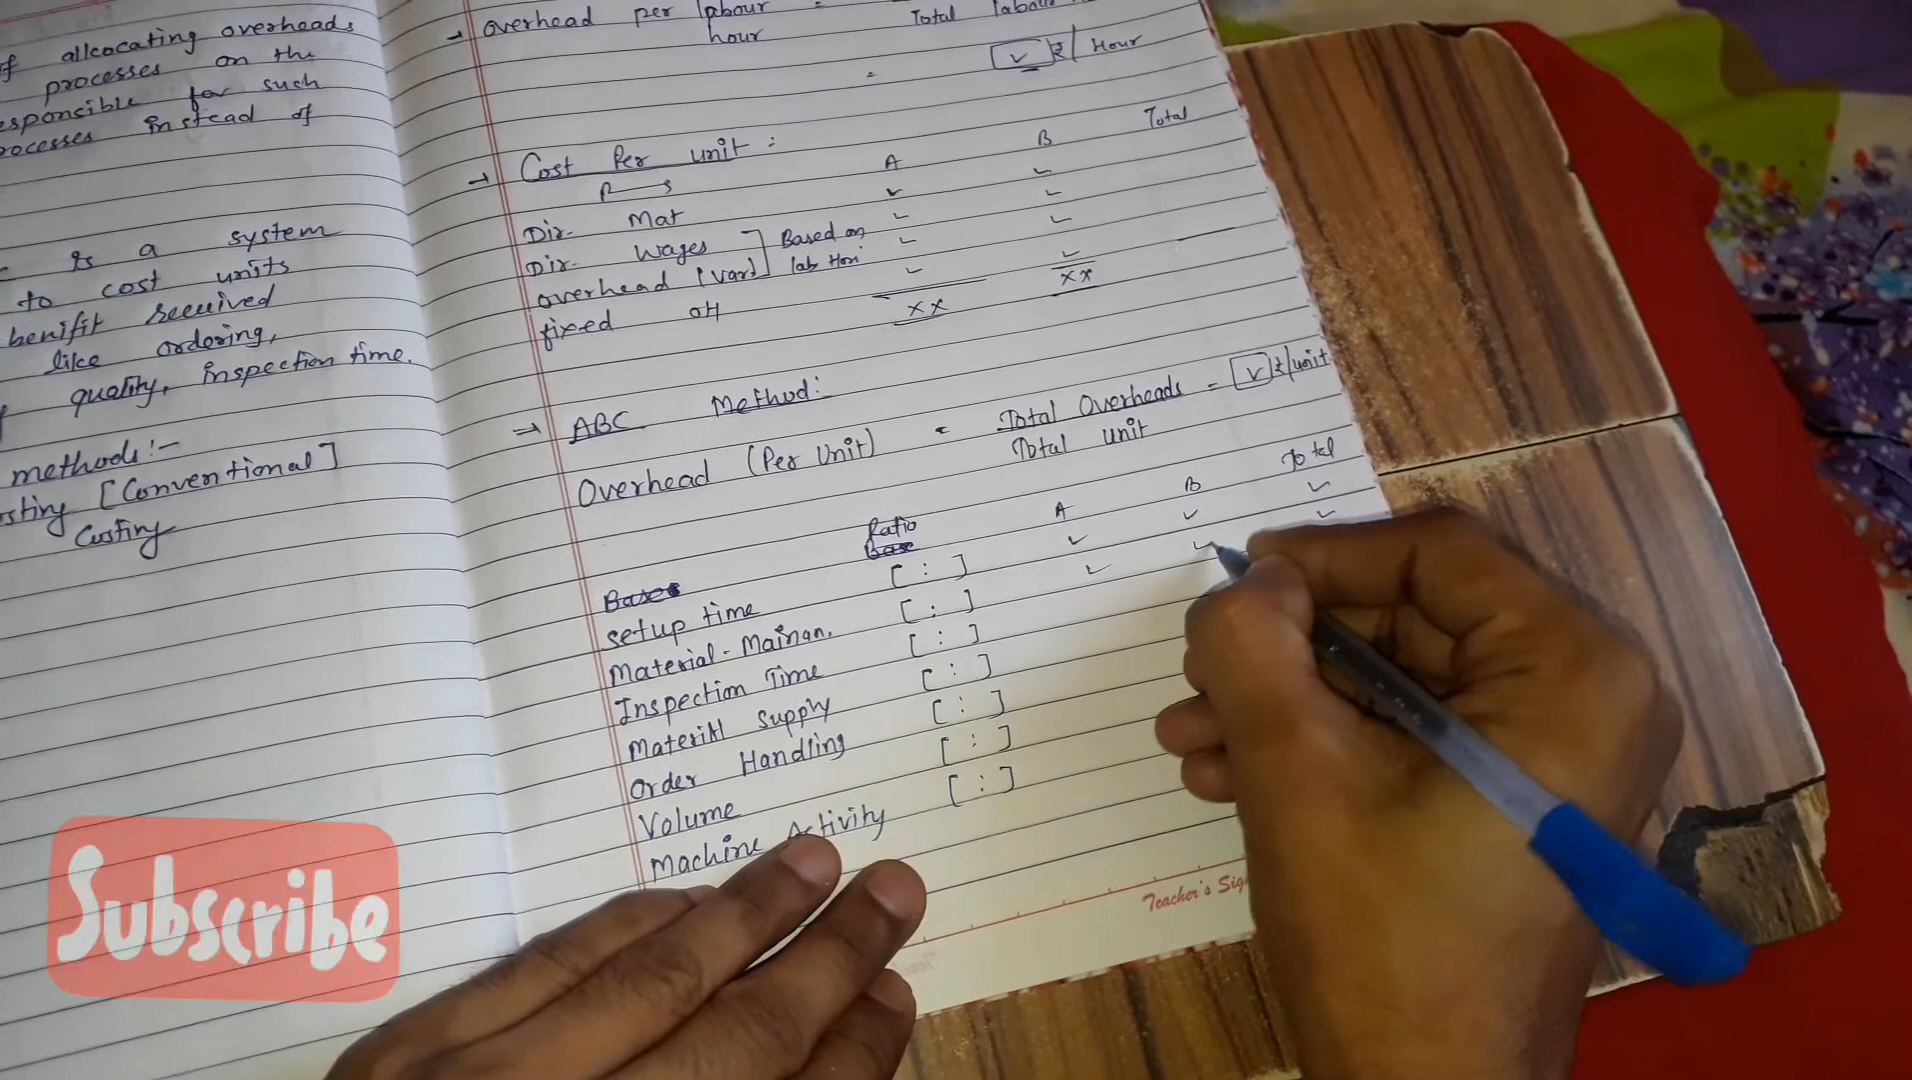 f allcocating overheads
processes on the
esponcible for such
rocesses instead of
is a system
to cost units
benifit received
like ordering,
quality, inspection time.
methods:-
sting [Conventional]
Costing
→ overhead per labour =
hour
Total labour
= [✓]₹/Hour
→ Cost Per unit:
P S A B Total
Dir. Mat ✓ ✓
Dir. Wages ✓ ✓
overhead (var) ✓ ✓
Based on
lab Hour
fixed OH ✓ ✓
xx xx
⇒ ABC Method:
Overhead (Per Unit) = Total Overheads = [✓]₹/unit
Total unit
Bases Ratio A B Total
Base
setup time [ : ] ✓ ✓ ✓
Material-Mainan. [ : ] ✓ ✓ ✓
Inspection Time [ : ]
Material supply [ : ]
Order Handling [ : ]
Volume [ : ]
Machine Activity [ : ]
Teacher's Sig
Subscribe